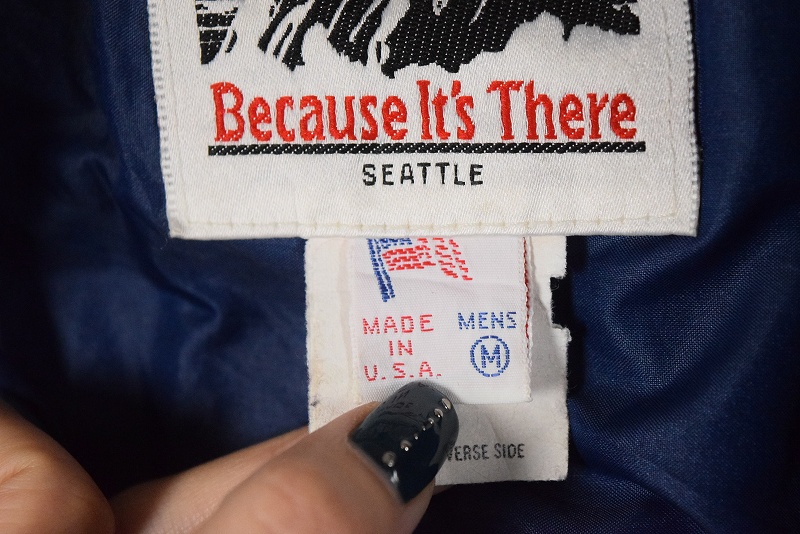 Because It's There
SEATTLE
MADE
IN
U.S.A.
MENS
M
VERSE SIDE